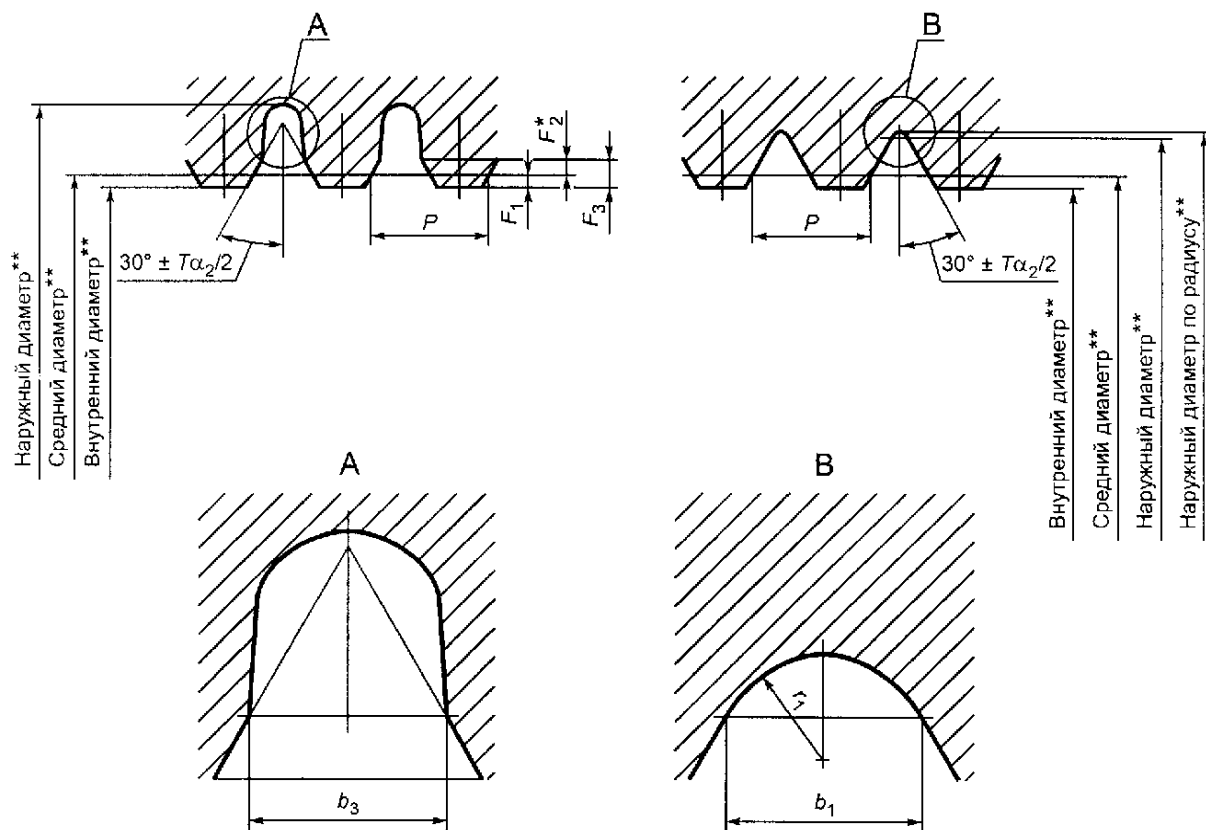 A
B
F₂*
F₁
F₃
P
30° ± Tα₂/2
Наружный диаметр**
Средний диаметр**
Внутренний диаметр**
P
30° ± Tα₂/2
Внутренний диаметр**
Средний диаметр**
Наружный диаметр**
Наружный диаметр по радиусу**
A
B
r₁
b₃
b₁